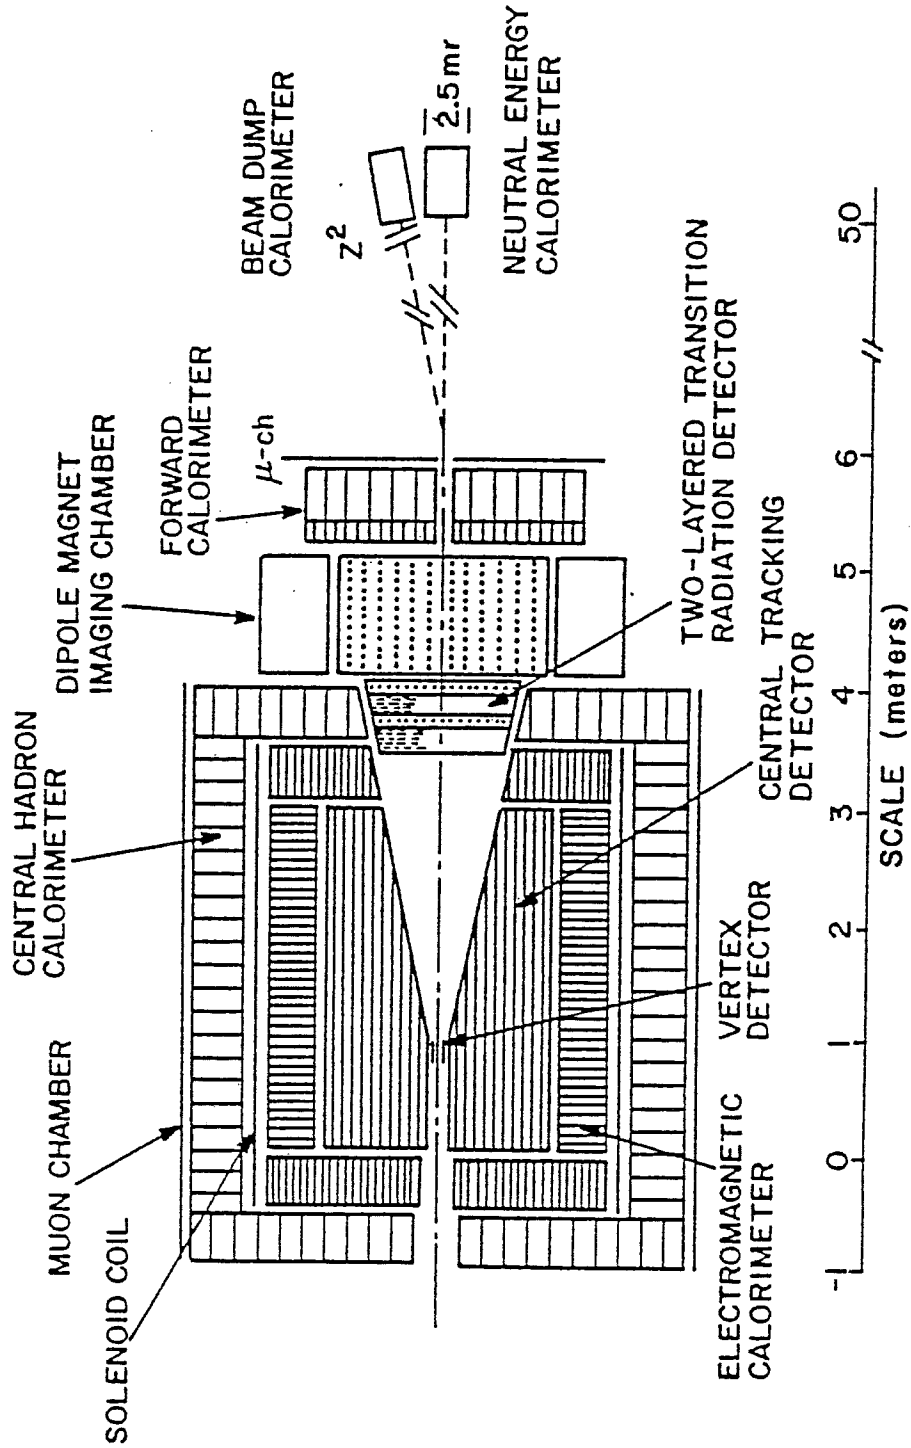 MUON CHAMBER
SOLENOID COIL
CENTRAL HADRON
CALORIMETER
DIPOLE MAGNET
IMAGING CHAMBER
FORWARD
CALORIMETER
μ-ch
BEAM DUMP
CALORIMETER
Z²
2.5mr
NEUTRAL ENERGY
CALORIMETER
TWO-LAYERED TRANSITION
RADIATION DETECTOR
CENTRAL TRACKING
DETECTOR
VERTEX
DETECTOR
ELECTROMAGNETIC
CALORIMETER
-1 0 1 2 3 4 5 6 50
SCALE (meters)